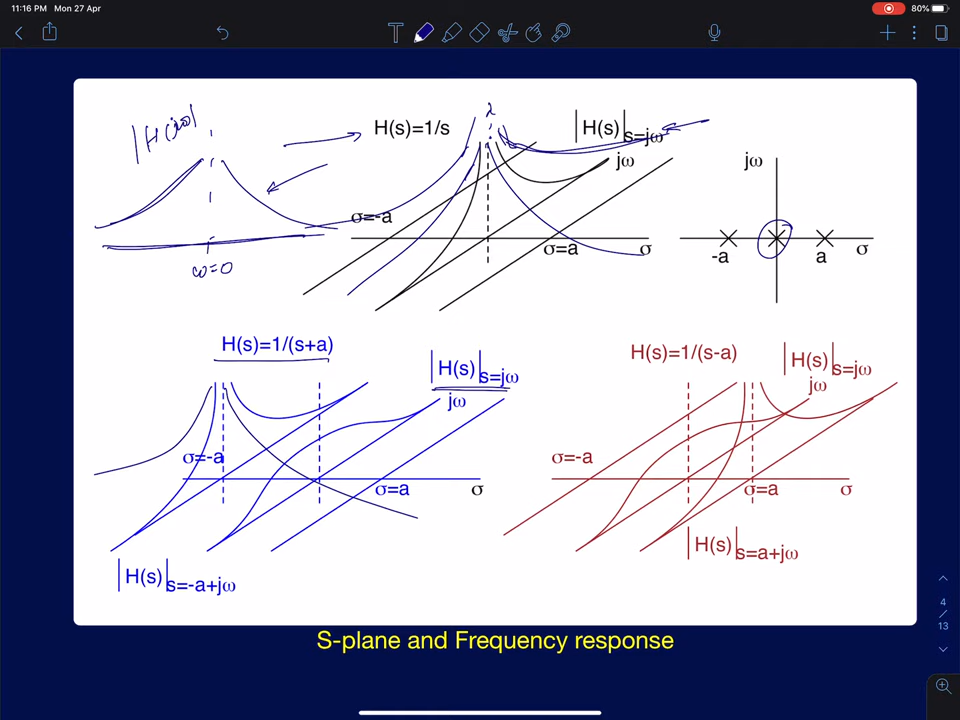 11:16 PM Mon 27 Apr
80%
|H(jω)|
H(s)=1/s
|H(s)|s=jω
jω
σ=-a
σ=a
σ
ω=0
jω
-a
a
σ
H(s)=1/(s+a)
|H(s)|s=jω
jω
σ=-a
σ=a
σ
|H(s)|s=-a+jω
H(s)=1/(s-a)
|H(s)|s=jω
jω
σ=-a
σ=a
σ
|H(s)|s=a+jω
4
/
13
S-plane and Frequency response